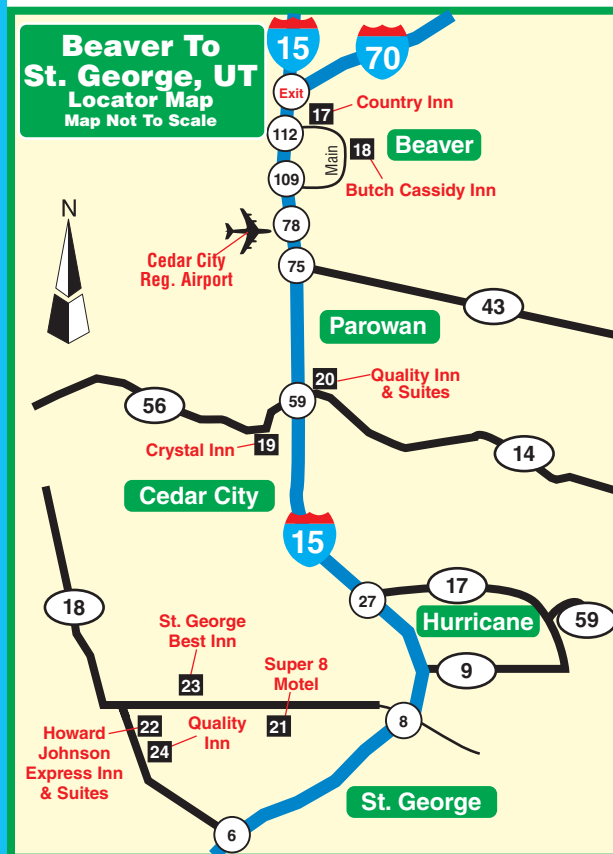 Beaver To
St. George, UT
Locator Map
Map Not To Scale
15
70
Exit
17
Country Inn
112
Main
18
Beaver
109
Butch Cassidy Inn
N
78
Cedar City
Reg. Airport
75
43
Parowan
20
Quality Inn
& Suites
59
56
Crystal Inn
19
14
Cedar City
15
18
27
17
Hurricane
59
9
St. George
Best Inn
23
Super 8
Motel
21
8
Howard
Johnson
Express Inn
& Suites
22
24
Quality
Inn
St. George
6